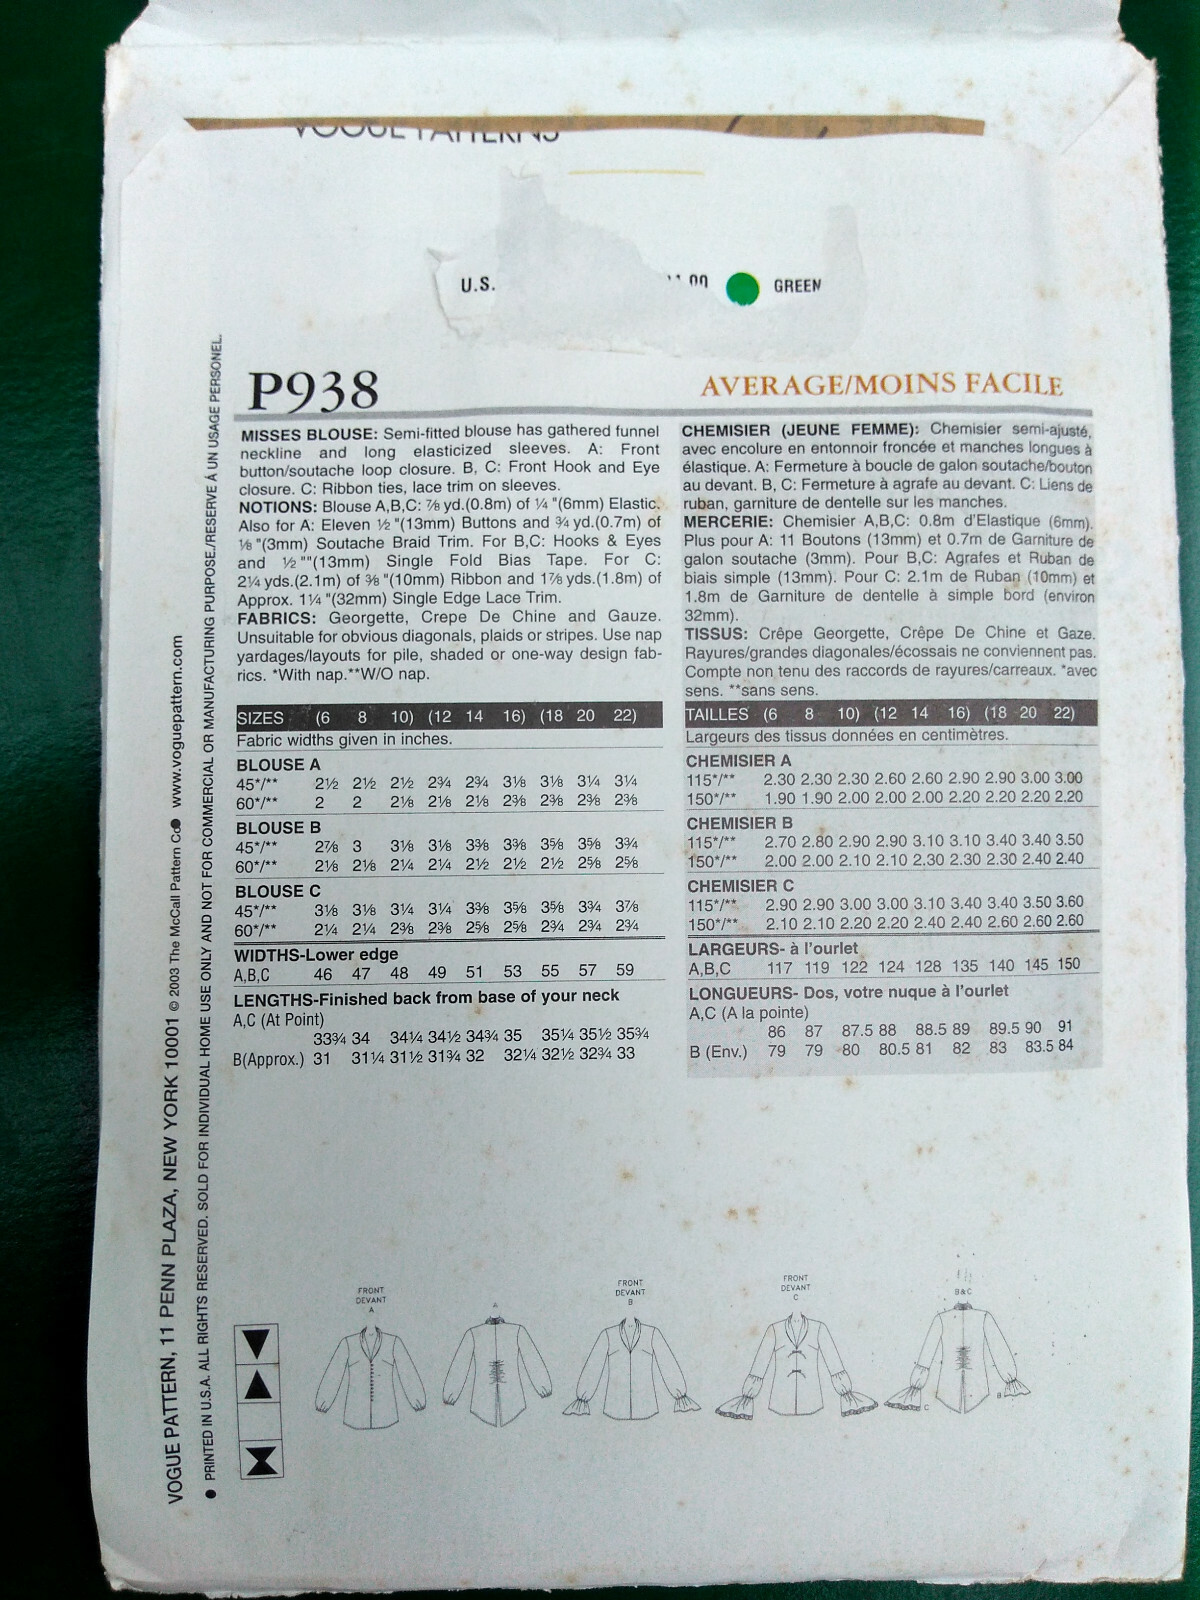 VOGUE PATTERNS
U.S.
GREEN
P938
AVERAGE/MOINS FACILE
MISSES BLOUSE: Semi-fitted blouse has gathered funnel
neckline and long elasticized sleeves. A: Front
button/soutache loop closure. B, C: Front Hook and Eye
closure. C: Ribbon ties, lace trim on sleeves.
NOTIONS: Blouse A,B,C: ⅞ yd.(0.8m) of ¼ "(6mm) Elastic.
Also for A: Eleven ½ "(13mm) Buttons and ¾ yd.(0.7m) of
⅛ "(3mm) Soutache Braid Trim. For B,C: Hooks & Eyes
and ½ ""(13mm) Single Fold Bias Tape. For C:
2¼ yds.(2.1m) of ⅜ "(10mm) Ribbon and 1⅞ yds.(1.8m) of
Approx. 1¼ "(32mm) Single Edge Lace Trim.
FABRICS: Georgette, Crepe De Chine and Gauze.
Unsuitable for obvious diagonals, plaids or stripes. Use nap
yardages/layouts for pile, shaded or one-way design fab-
rics. *With nap.**W/O nap.
SIZES (6 8 10) (12 14 16) (18 20 22)
Fabric widths given in inches.
BLOUSE A
45*/** 2½ 2½ 2½ 2¾ 2¾ 3⅛ 3⅛ 3¼ 3¼
60*/** 2 2 2⅛ 2⅛ 2⅛ 2⅜ 2⅜ 2⅜ 2⅜
BLOUSE B
45*/** 2⅞ 3 3⅛ 3⅛ 3⅜ 3⅜ 3⅝ 3⅝ 3¾
60*/** 2⅛ 2⅛ 2¼ 2¼ 2½ 2½ 2½ 2⅝ 2⅝
BLOUSE C
45*/** 3⅛ 3⅛ 3¼ 3¼ 3⅜ 3⅝ 3⅝ 3¾ 3⅞
60*/** 2¼ 2¼ 2⅜ 2⅜ 2⅝ 2⅝ 2¾ 2¾ 2¾
WIDTHS-Lower edge
A,B,C 46 47 48 49 51 53 55 57 59
LENGTHS-Finished back from base of your neck
A,C (At Point)
33¾ 34 34¼ 34½ 34¾ 35 35¼ 35½ 35¾
B(Approx.) 31 31¼ 31½ 31¾ 32 32¼ 32½ 32¾ 33
CHEMISIER (JEUNE FEMME): Chemisier semi-ajusté,
avec encolure en entonnoir froncée et manches longues à
élastique. A: Fermeture à boucle de galon soutache/bouton
au devant. B, C: Fermeture à agrafe au devant. C: Liens de
ruban, garniture de dentelle sur les manches.
MERCERIE: Chemisier A,B,C: 0.8m d'Elastique (6mm).
Plus pour A: 11 Boutons (13mm) et 0.7m de Garniture de
galon soutache (3mm). Pour B,C: Agrafes et Ruban de
biais simple (13mm). Pour C: 2.1m de Ruban (10mm) et
1.8m de Garniture de dentelle à simple bord (environ
32mm).
TISSUS: Crêpe Georgette, Crêpe De Chine et Gaze.
Rayures/grandes diagonales/écossais ne conviennent pas.
Compte non tenu des raccords de rayures/carreaux. *avec
sens. **sans sens.
TAILLES (6 8 10) (12 14 16) (18 20 22)
Largeurs des tissus données en centimètres.
CHEMISIER A
115*/** 2.30 2.30 2.30 2.60 2.60 2.90 2.90 3.00 3.00
150*/** 1.90 1.90 2.00 2.00 2.00 2.20 2.20 2.20 2.20
CHEMISIER B
115*/** 2.70 2.80 2.90 2.90 3.10 3.10 3.40 3.40 3.50
150*/** 2.00 2.00 2.10 2.10 2.30 2.30 2.30 2.40 2.40
CHEMISIER C
115*/** 2.90 2.90 3.00 3.00 3.10 3.40 3.40 3.50 3.60
150*/** 2.10 2.10 2.20 2.20 2.40 2.40 2.60 2.60 2.60
LARGEURS- à l'ourlet
A,B,C 117 119 122 124 128 135 140 145 150
LONGUEURS- Dos, votre nuque à l'ourlet
A,C (A la pointe)
86 87 87.5 88 88.5 89 89.5 90 91
B (Env.) 79 79 80 80.5 81 82 83 83.5 84
VOGUE PATTERN, 11 PENN PLAZA, NEW YORK 10001 © 2003 The McCall Pattern Co www.voguepattern.com
● PRINTED IN U.S.A. ALL RIGHTS RESERVED. SOLD FOR INDIVIDUAL HOME USE ONLY AND NOT FOR COMMERCIAL OR MANUFACTURING PURPOSE./RESERVE Á UN USAGE PERSONEL.
FRONT
DEVANT
A
A
FRONT
DEVANT
B
FRONT
DEVANT
C
B&C
B
C